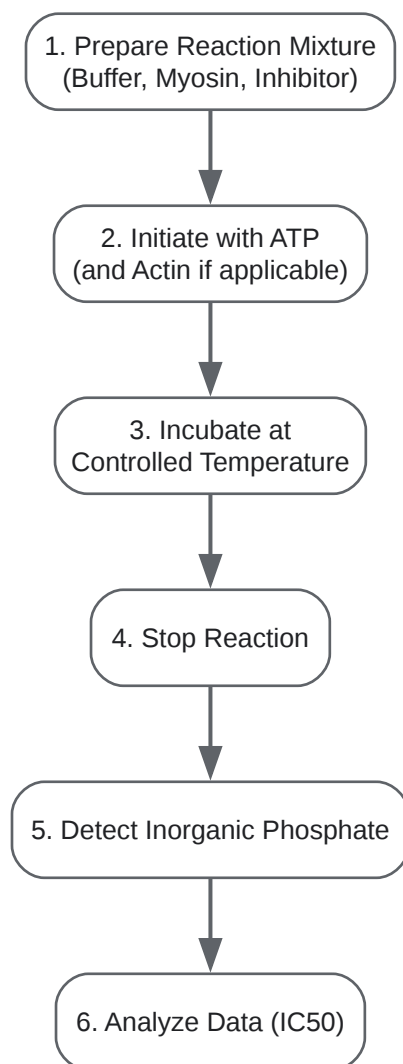 1. Prepare Reaction Mixture
(Buffer, Myosin, Inhibitor)
2. Initiate with ATP
(and Actin if applicable)
3. Incubate at
Controlled Temperature
4. Stop Reaction
5. Detect Inorganic Phosphate
6. Analyze Data (IC50)